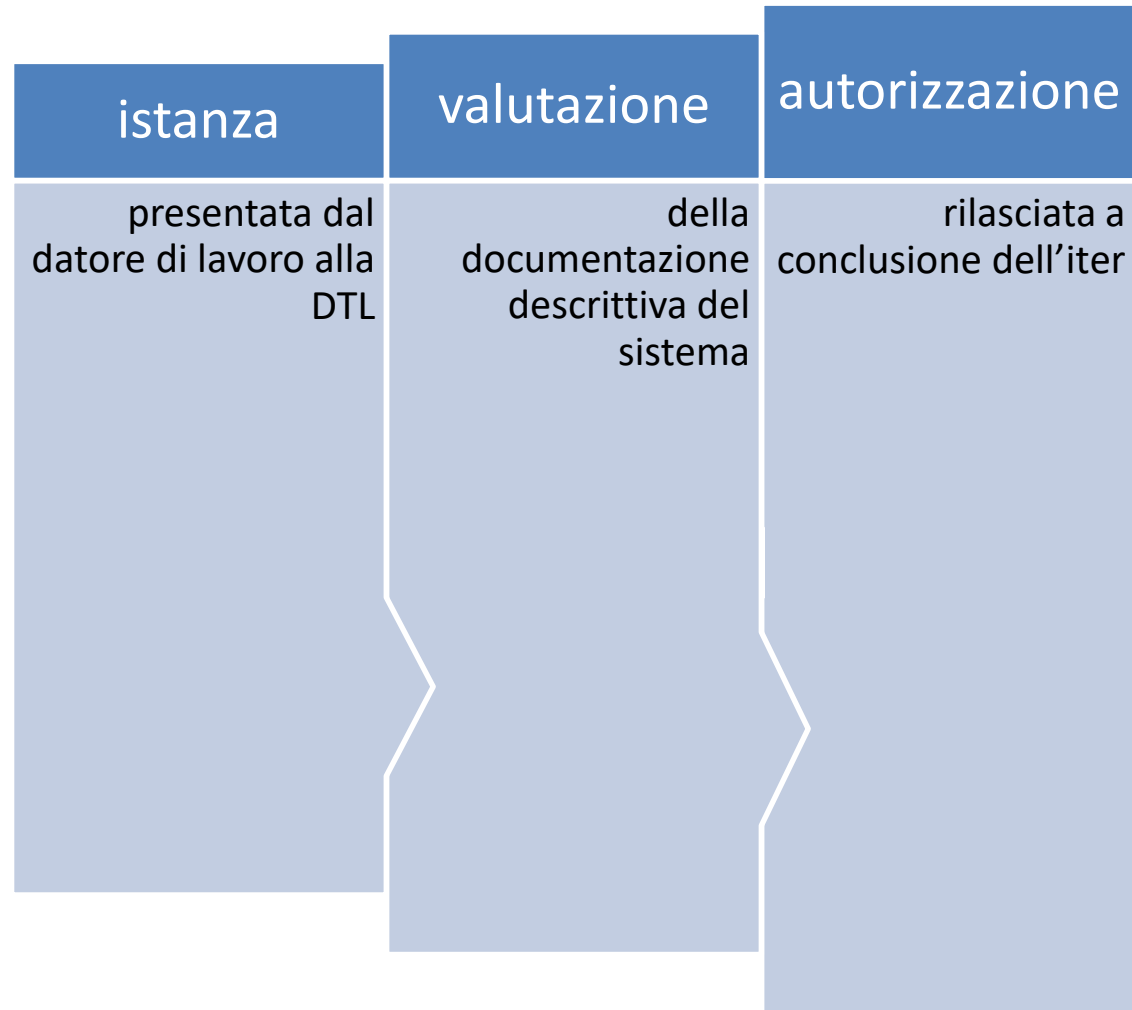 istanza
presentata dal
datore di lavoro alla
DTL
valutazione
della
documentazione
descrittiva del
sistema
autorizzazione
rilasciata a
conclusione dell’iter